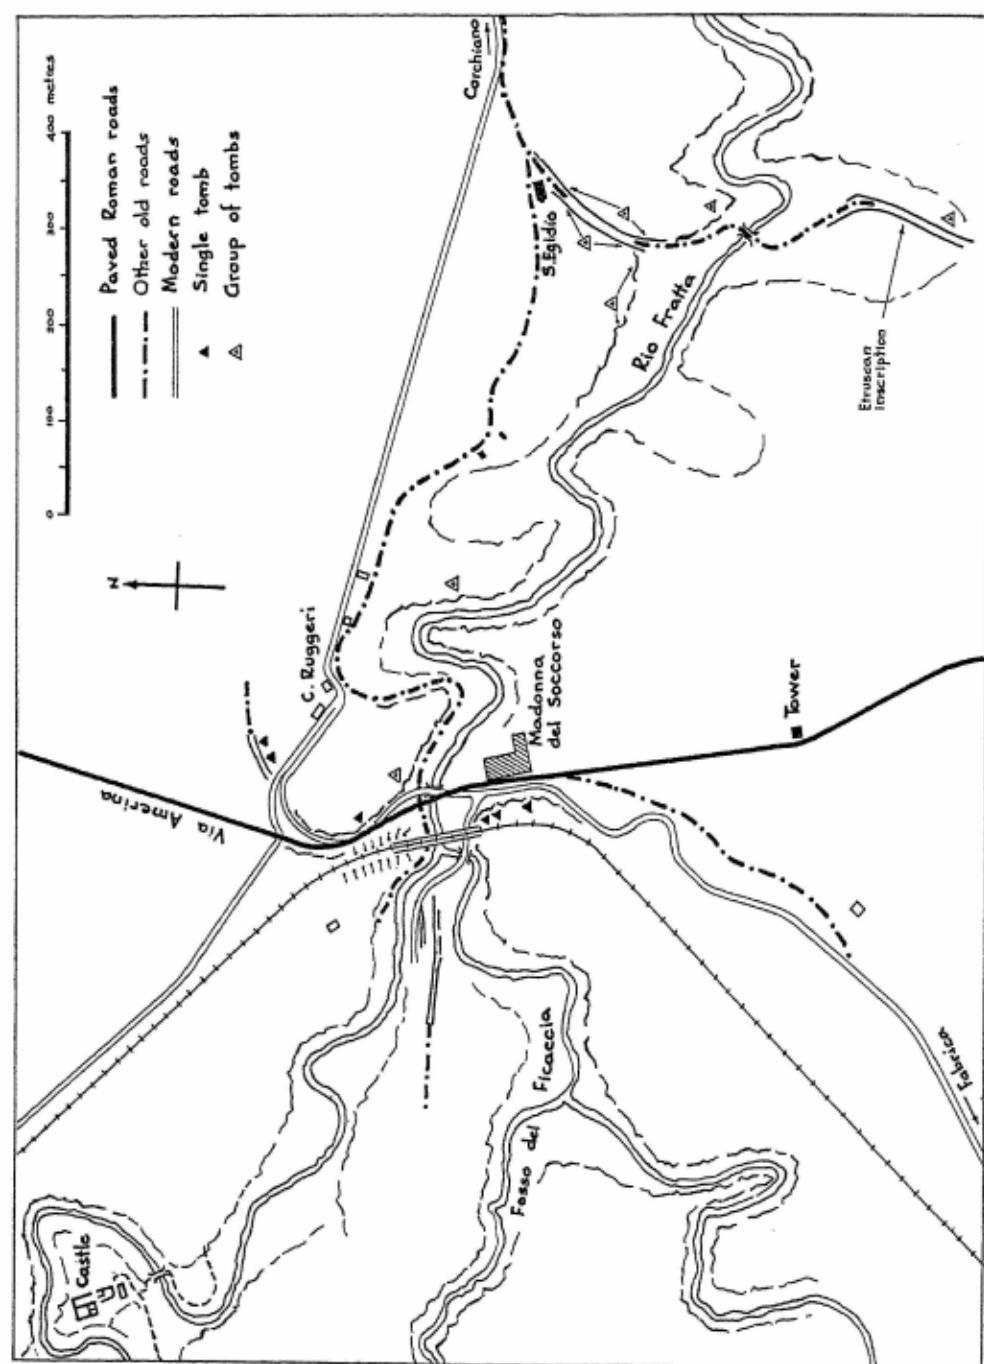 0 100 200 300 400 metres
Paved Roman roads
Other old roads
Modern roads
Single tomb
Group of tombs
N
Castle
Via Amerina
C. Ruggeri
Corchiano
S. Egidio
Fosso del Ficaccia
Madonna
del Soccorso
Rio Fratta
Tower
Etruscan
inscription
Fabrica